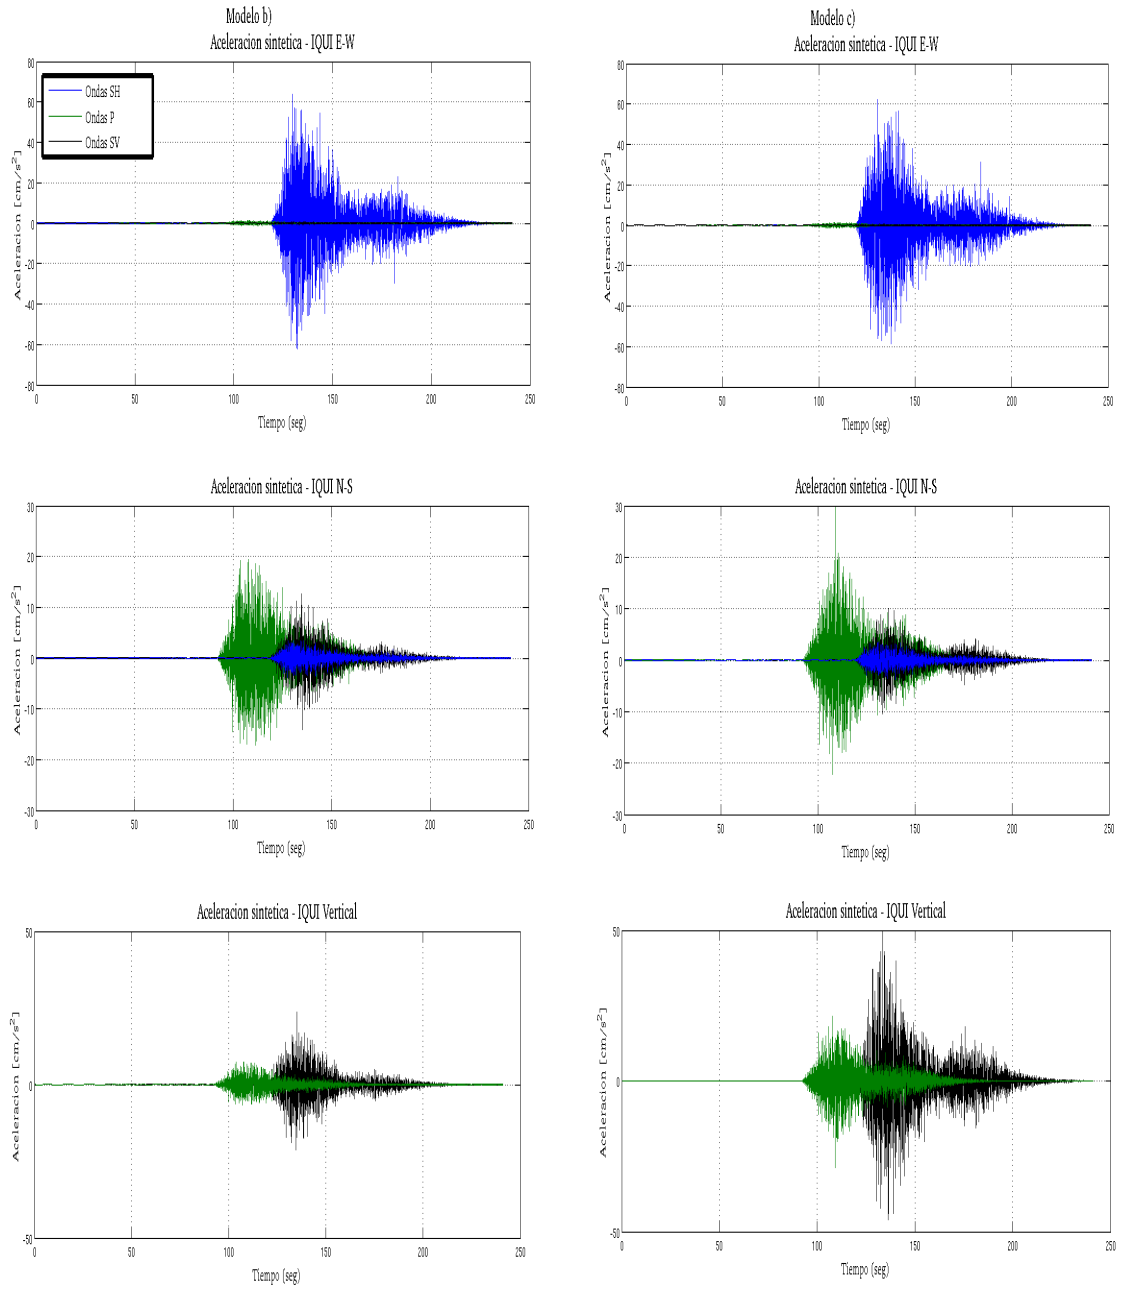 Modelo b)
Aceleracion sintetica - IQUI E-W
80
60
40
20
0
-20
-40
-60
-80
Aceleracion [cm/s²]
Ondas SH
Ondas P
Ondas SV
0 50 100 150 200 250
Tiempo (seg)
Modelo c)
Aceleracion sintetica - IQUI E-W
80
60
40
20
0
-20
-40
-60
-80
Aceleracion [cm/s²]
0 50 100 150 200 250
Tiempo (seg)
Aceleracion sintetica - IQUI N-S
30
20
10
0
-10
-20
-30
Aceleracion [cm/s²]
0 50 100 150 200 250
Tiempo (seg)
Aceleracion sintetica - IQUI N-S
30
20
10
0
-10
-20
-30
Aceleracion [cm/s²]
0 50 100 150 200 250
Tiempo (seg)
Aceleracion sintetica - IQUI Vertical
50
0
-50
Aceleracion [cm/s²]
0 50 100 150 200 250
Tiempo (seg)
Aceleracion sintetica - IQUI Vertical
50
0
-50
Aceleracion [cm/s²]
0 50 100 150 200 250
Tiempo (seg)